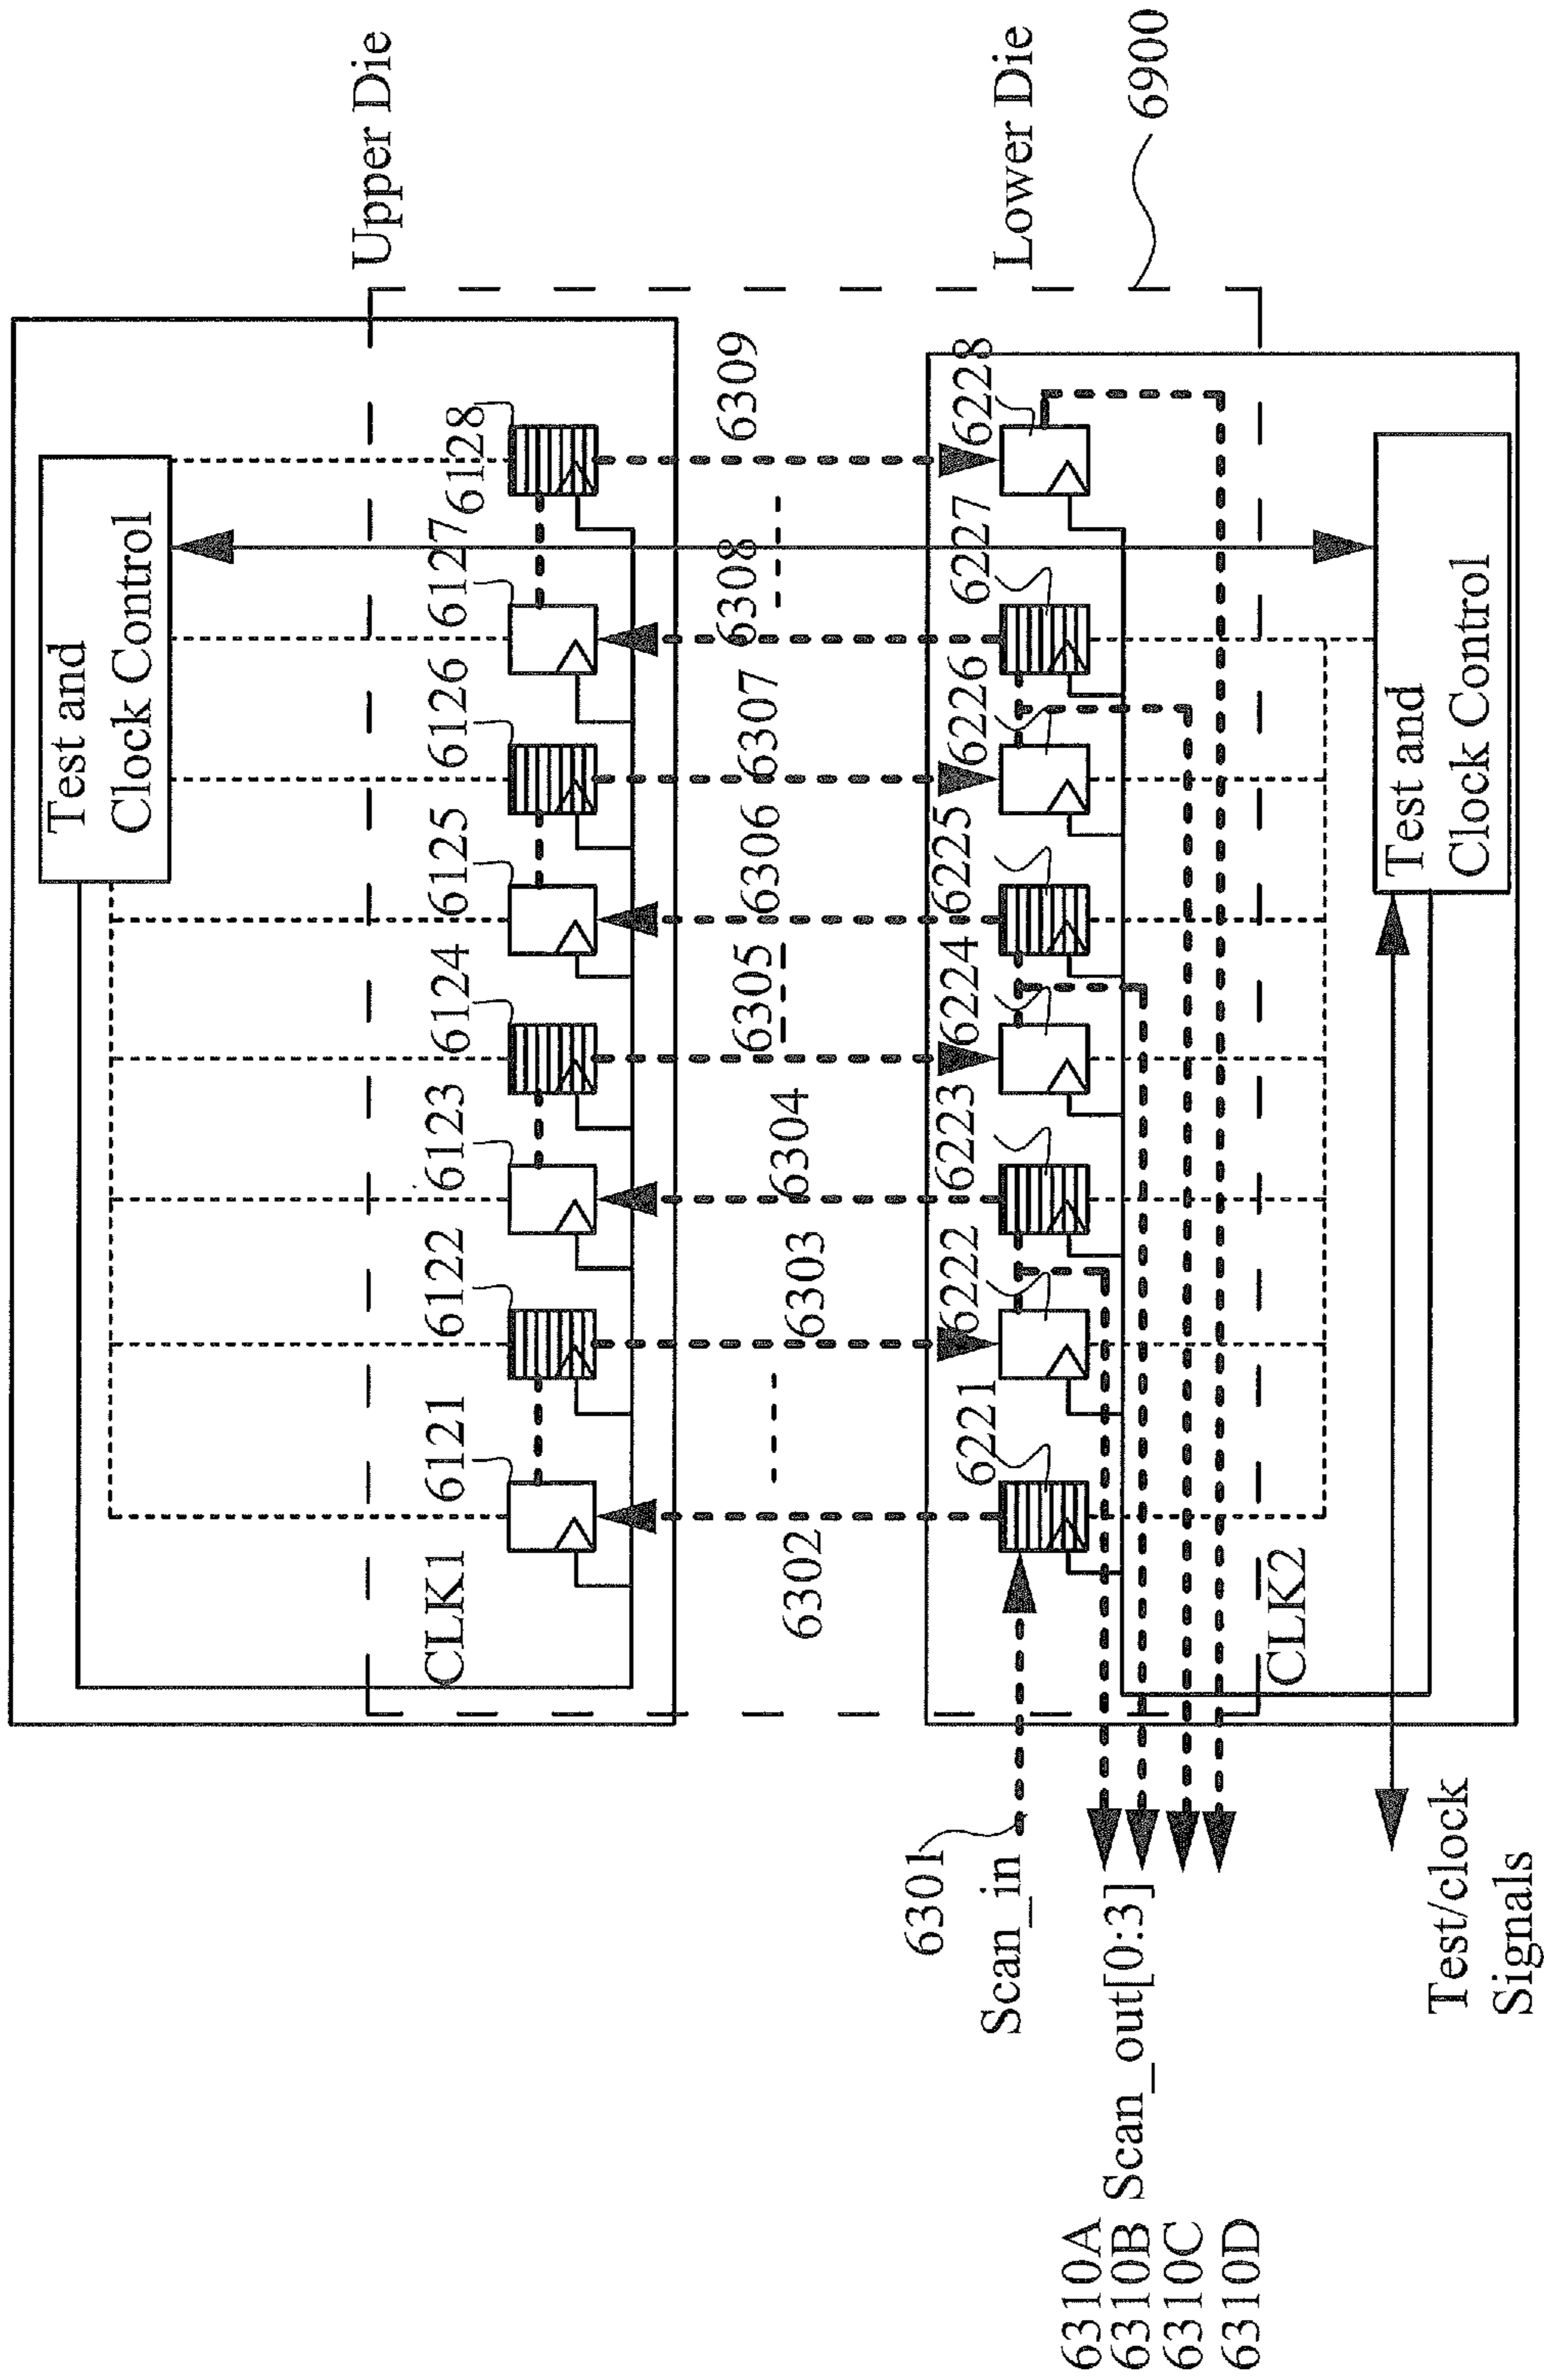 Upper Die
Test and
Clock Control
CLK1
6121
6122
6123
6124
6125
6126
6127
6128
6302
6303
6304
6305
6306
6307
6308
6309
Lower Die
6900
6221
6222
6223
6224
6225
6226
6227
6228
6301
Scan_in
Scan_out[0:3]
6310A
6310B
6310C
6310D
CLK2
Test and
Clock Control
Test/clock
Signals